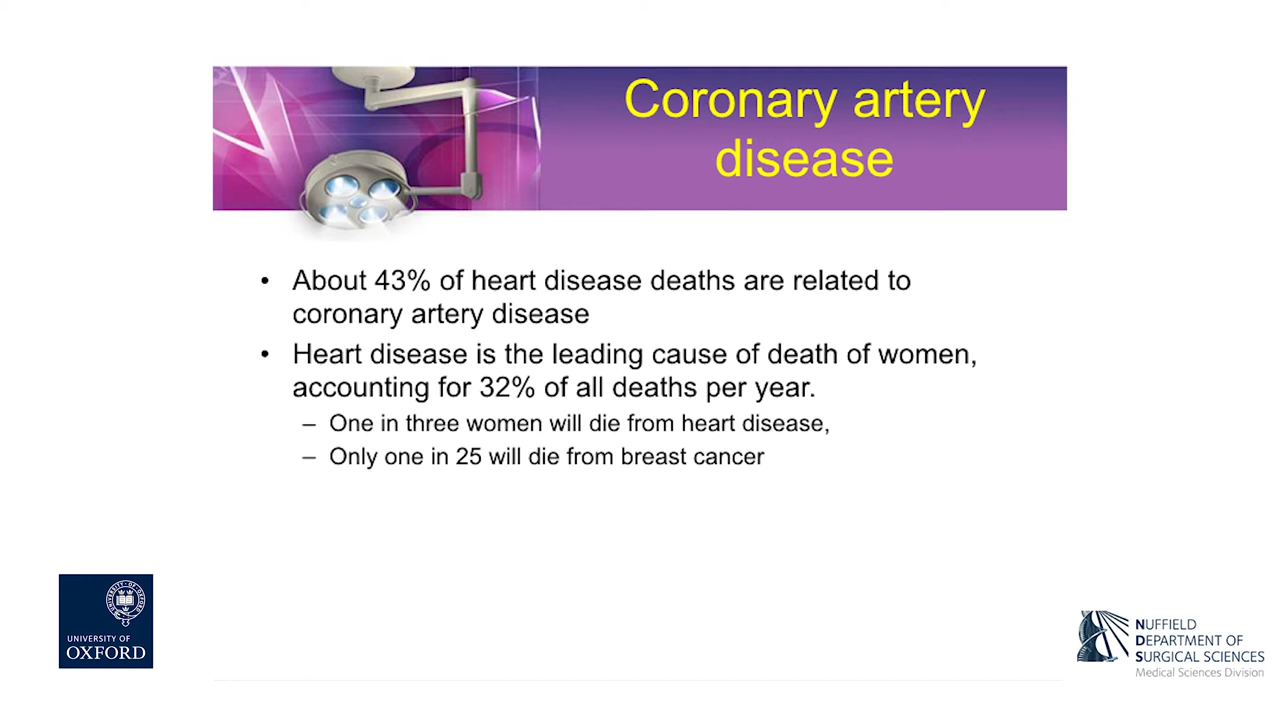 Coronary artery
disease
• About 43% of heart disease deaths are related to
coronary artery disease
• Heart disease is the leading cause of death of women,
accounting for 32% of all deaths per year.
– One in three women will die from heart disease,
– Only one in 25 will die from breast cancer
UNIVERSITY OF
OXFORD
NUFFIELD
DEPARTMENT OF
SURGICAL SCIENCES
Medical Sciences Division